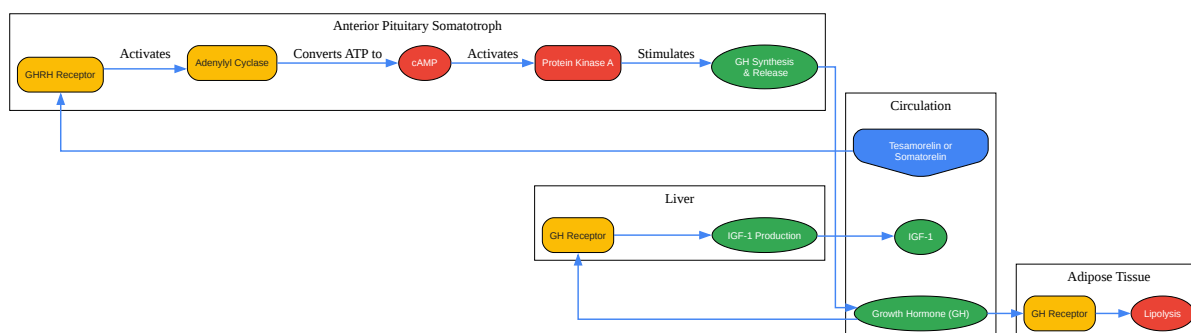 Anterior Pituitary Somatotroph
GHRH Receptor
Activates
Adenylyl Cyclase
Converts ATP to
cAMP
Activates
Protein Kinase A
Stimulates
GH Synthesis
& Release
Circulation
Tesamorelin or
Somatorelin
Liver
GH Receptor
IGF-1 Production
IGF-1
Growth Hormone (GH)
Adipose Tissue
GH Receptor
Lipolysis